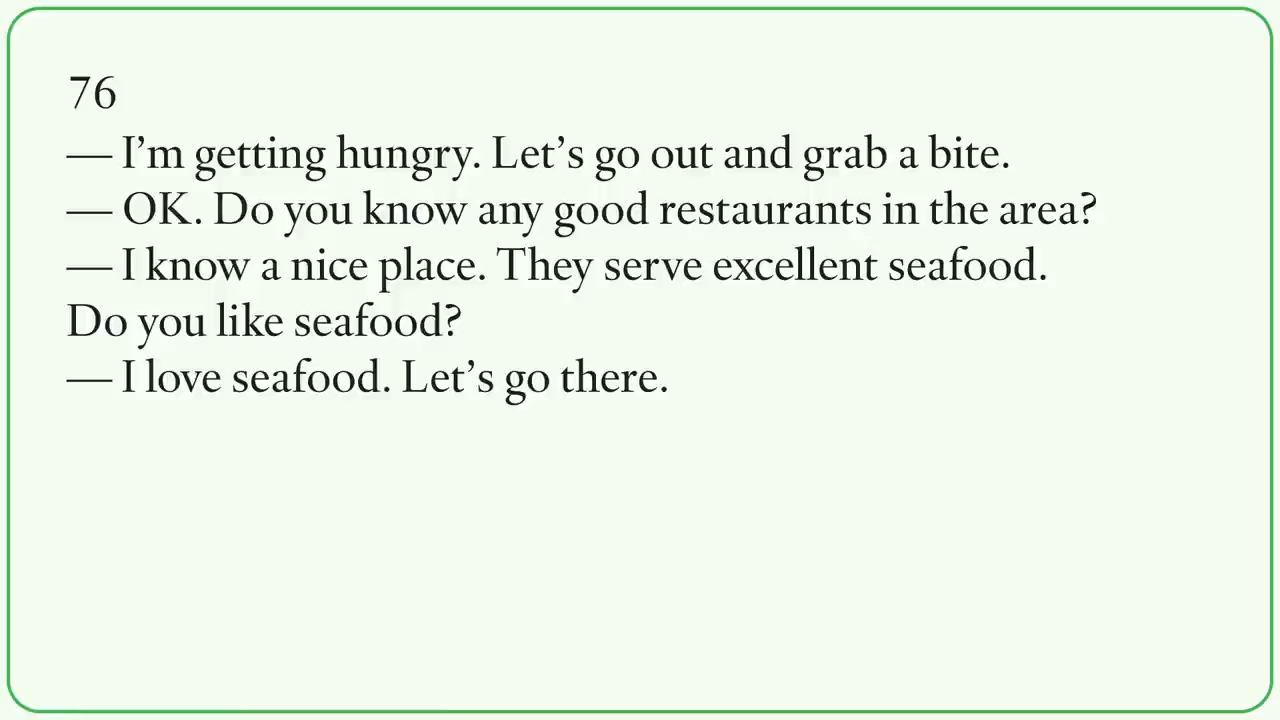 76
— I’m getting hungry. Let’s go out and grab a bite.
— OK. Do you know any good restaurants in the area?
— I know a nice place. They serve excellent seafood.
Do you like seafood?
— I love seafood. Let’s go there.